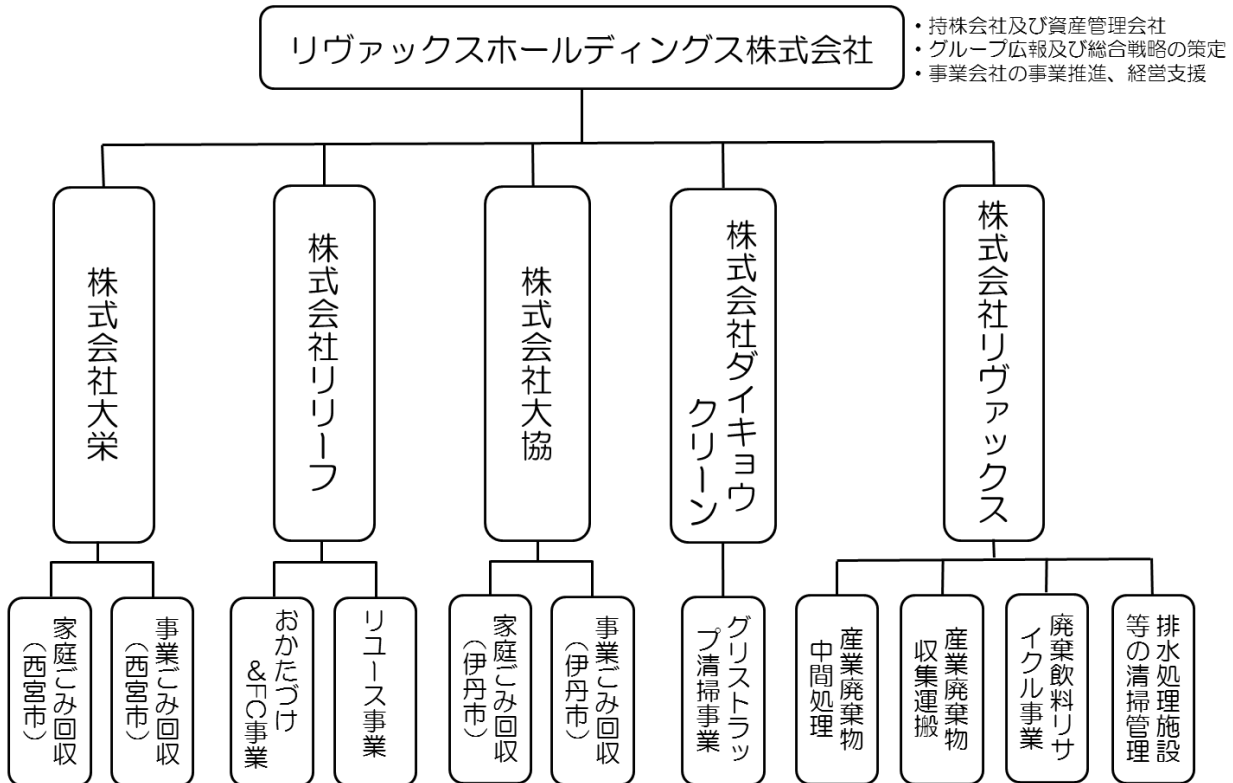 リヴァックスホールディングス株式会社
・持株会社及び資産管理会社
・グループ広報及び総合戦略の策定
・事業会社の事業推進、経営支援
株式会社大栄
株式会社リリーフ
株式会社大協
株式会社ダイキョウ
クリーン
株式会社リヴァックス
家庭ごみ回収
（西宮市）
事業ごみ回収
（西宮市）
おかたづけ
&FC事業
リユース事業
家庭ごみ回収
（伊丹市）
事業ごみ回収
（伊丹市）
グリストラッ
プ清掃事業
産業廃棄物
中間処理
産業廃棄物
収集運搬
廃棄飲料リサ
イクル事業
排水処理施設
等の清掃管理